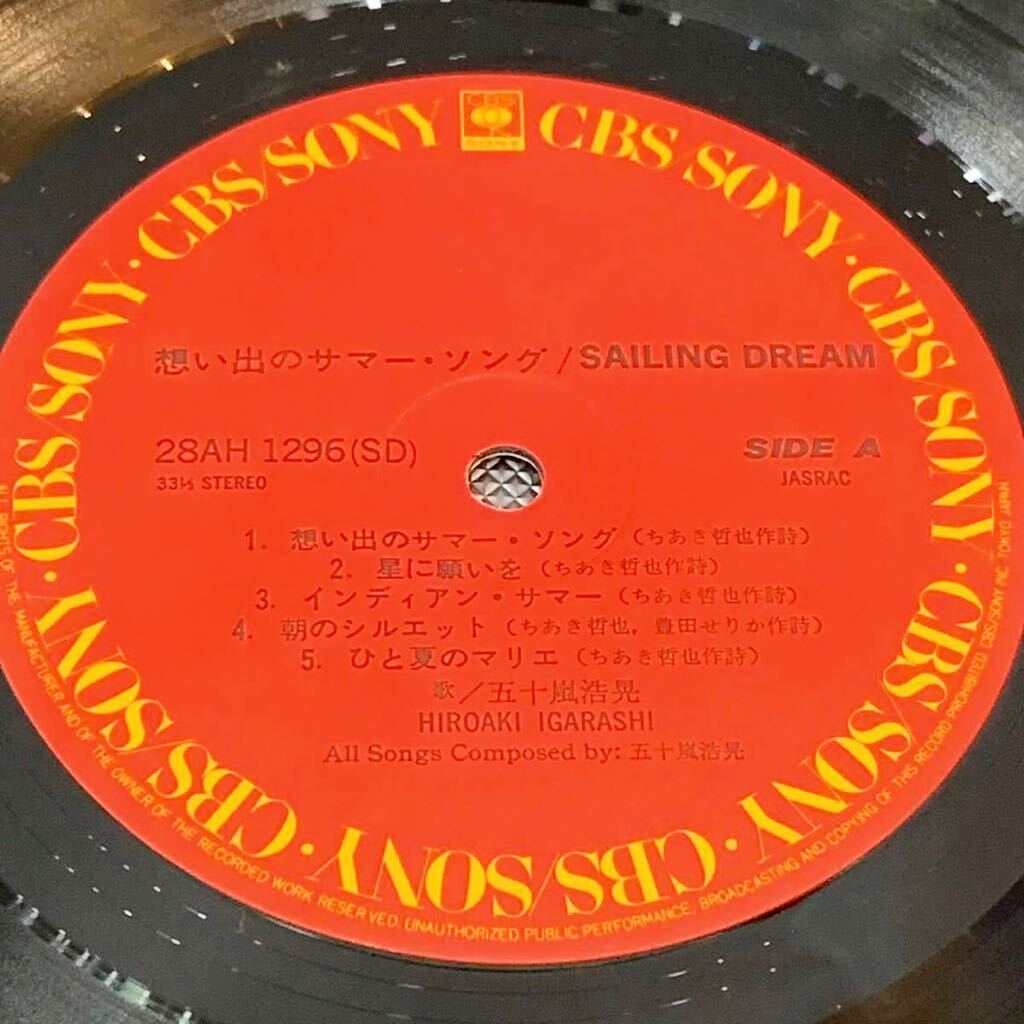 CBS/SONY · CBS/SONY · CBS/SONY · CBS/SONY · CBS/SONY · CBS/SONY · CBS/SONY · CBS/SONY
CBS
SONY
想い出のサマー・ソング/SAILING DREAM
28AH 1296(SD)
SIDE A
33⅓ STEREO
JASRAC
1. 想い出のサマー・ソング(ちあき哲也作詩)
2. 星に願いを(ちあき哲也作詩)
3. インディアン・サマー(ちあき哲也作詩)
4. 朝のシルエット(ちあき哲也, 豊田せりか作詩)
5. ひと夏のマリエ(ちあき哲也作詩)
歌/五十嵐浩晃
HIROAKI IGARASHI
All Songs Composed by: 五十嵐浩晃
ALL RIGHTS OF THE MANUFACTURER AND OF THE OWNER OF THE RECORDED WORK RESERVED. UNAUTHORIZED PUBLIC PERFORMANCE, BROADCASTING AND COPYING OF THIS RECORD PROHIBITED CBS/SONY INC. TOKYO JAPAN